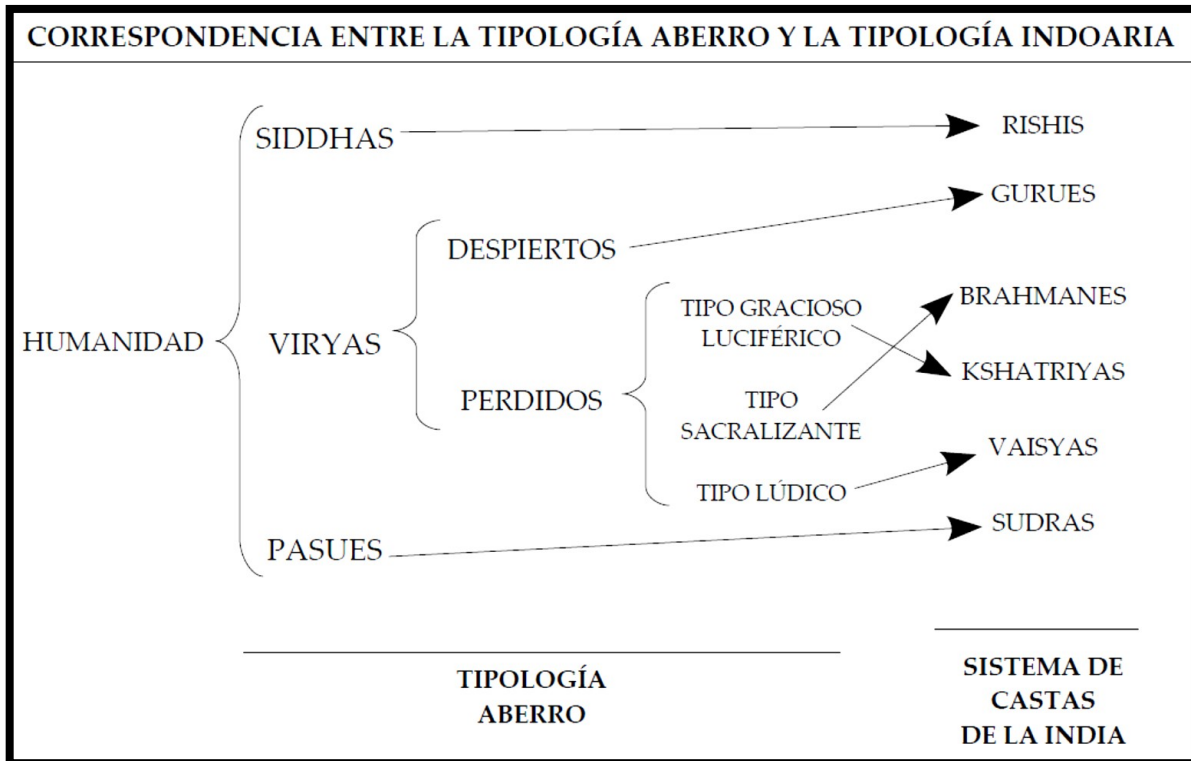 CORRESPONDENCIA ENTRE LA TIPOLOGÍA ABERRO Y LA TIPOLOGÍA INDOARIA
HUMANIDAD
SIDDHAS
VIRYAS
PASUES
DESPIERTOS
PERDIDOS
TIPO GRACIOSO
LUCIFÉRICO
TIPO
SACRALIZANTE
TIPO LÚDICO
RISHIS
GURUES
BRAHMANES
KSHATRIYAS
VAISYAS
SUDRAS
TIPOLOGÍA
ABERRO
SISTEMA DE
CASTAS
DE LA INDIA